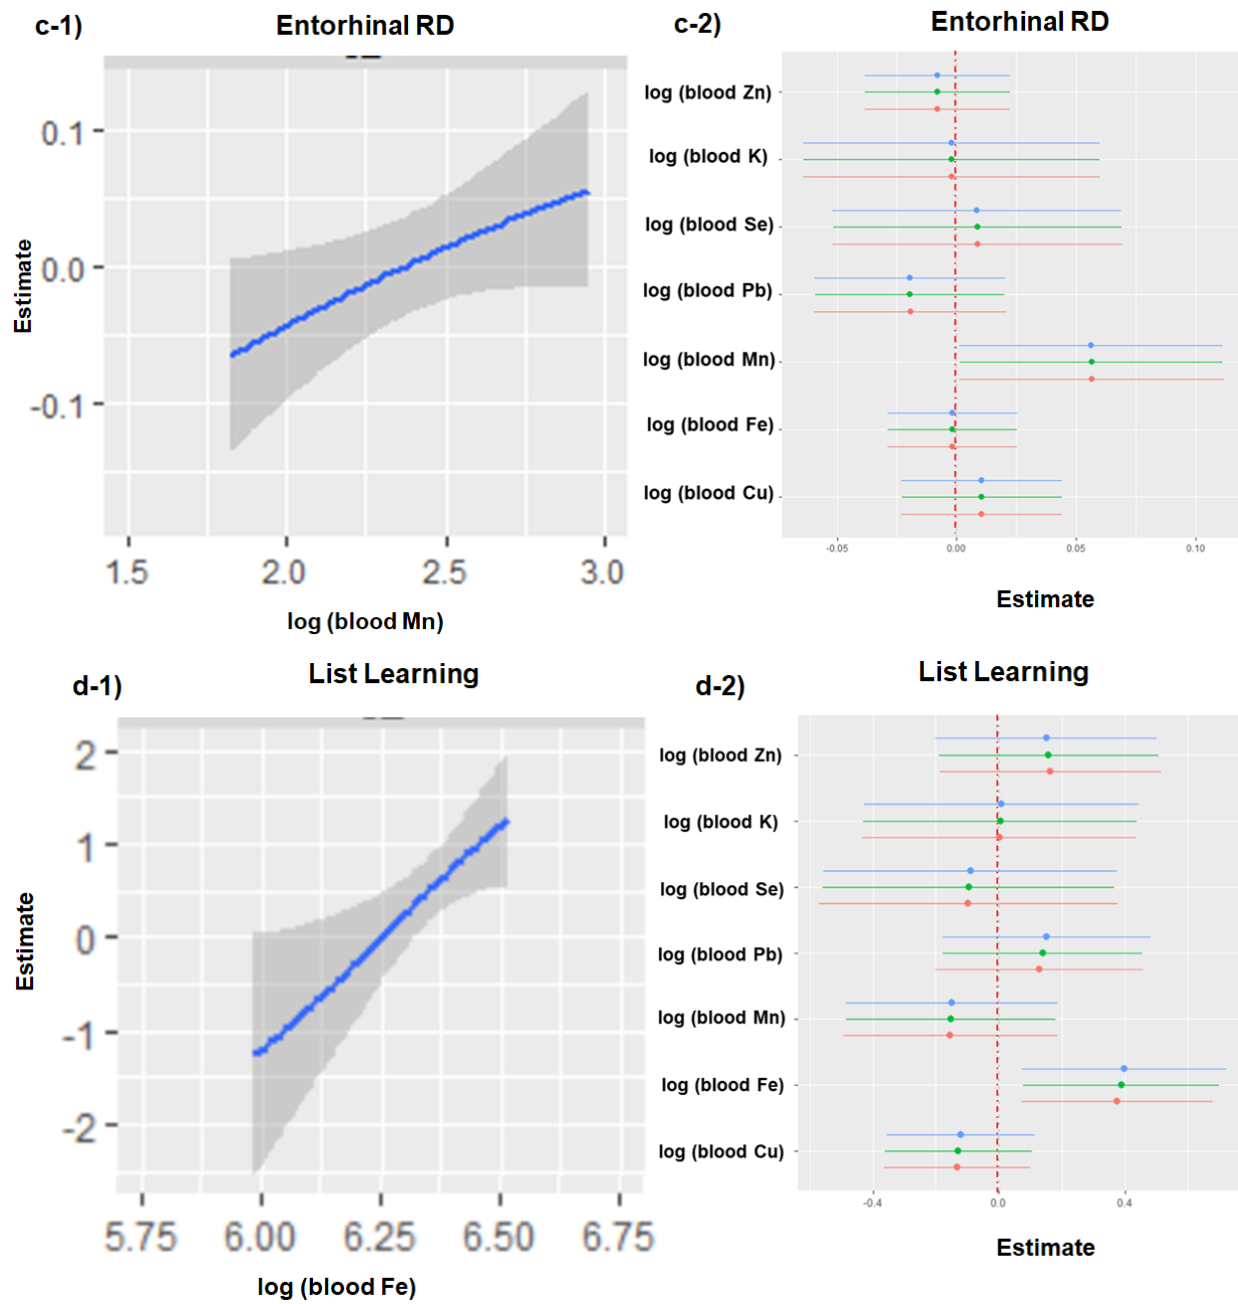 c-1)
Entorhinal RD
0.1
0.0
-0.1
Estimate
1.5
2.0
2.5
3.0
log (blood Mn)
c-2)
Entorhinal RD
log (blood Zn)
log (blood K)
log (blood Se)
log (blood Pb)
log (blood Mn)
log (blood Fe)
log (blood Cu)
-0.05
0.00
0.05
0.10
Estimate
d-1)
List Learning
2
1
0
-1
-2
Estimate
5.75
6.00
6.25
6.50
6.75
log (blood Fe)
d-2)
List Learning
log (blood Zn)
log (blood K)
log (blood Se)
log (blood Pb)
log (blood Mn)
log (blood Fe)
log (blood Cu)
-0.4
0.0
0.4
Estimate